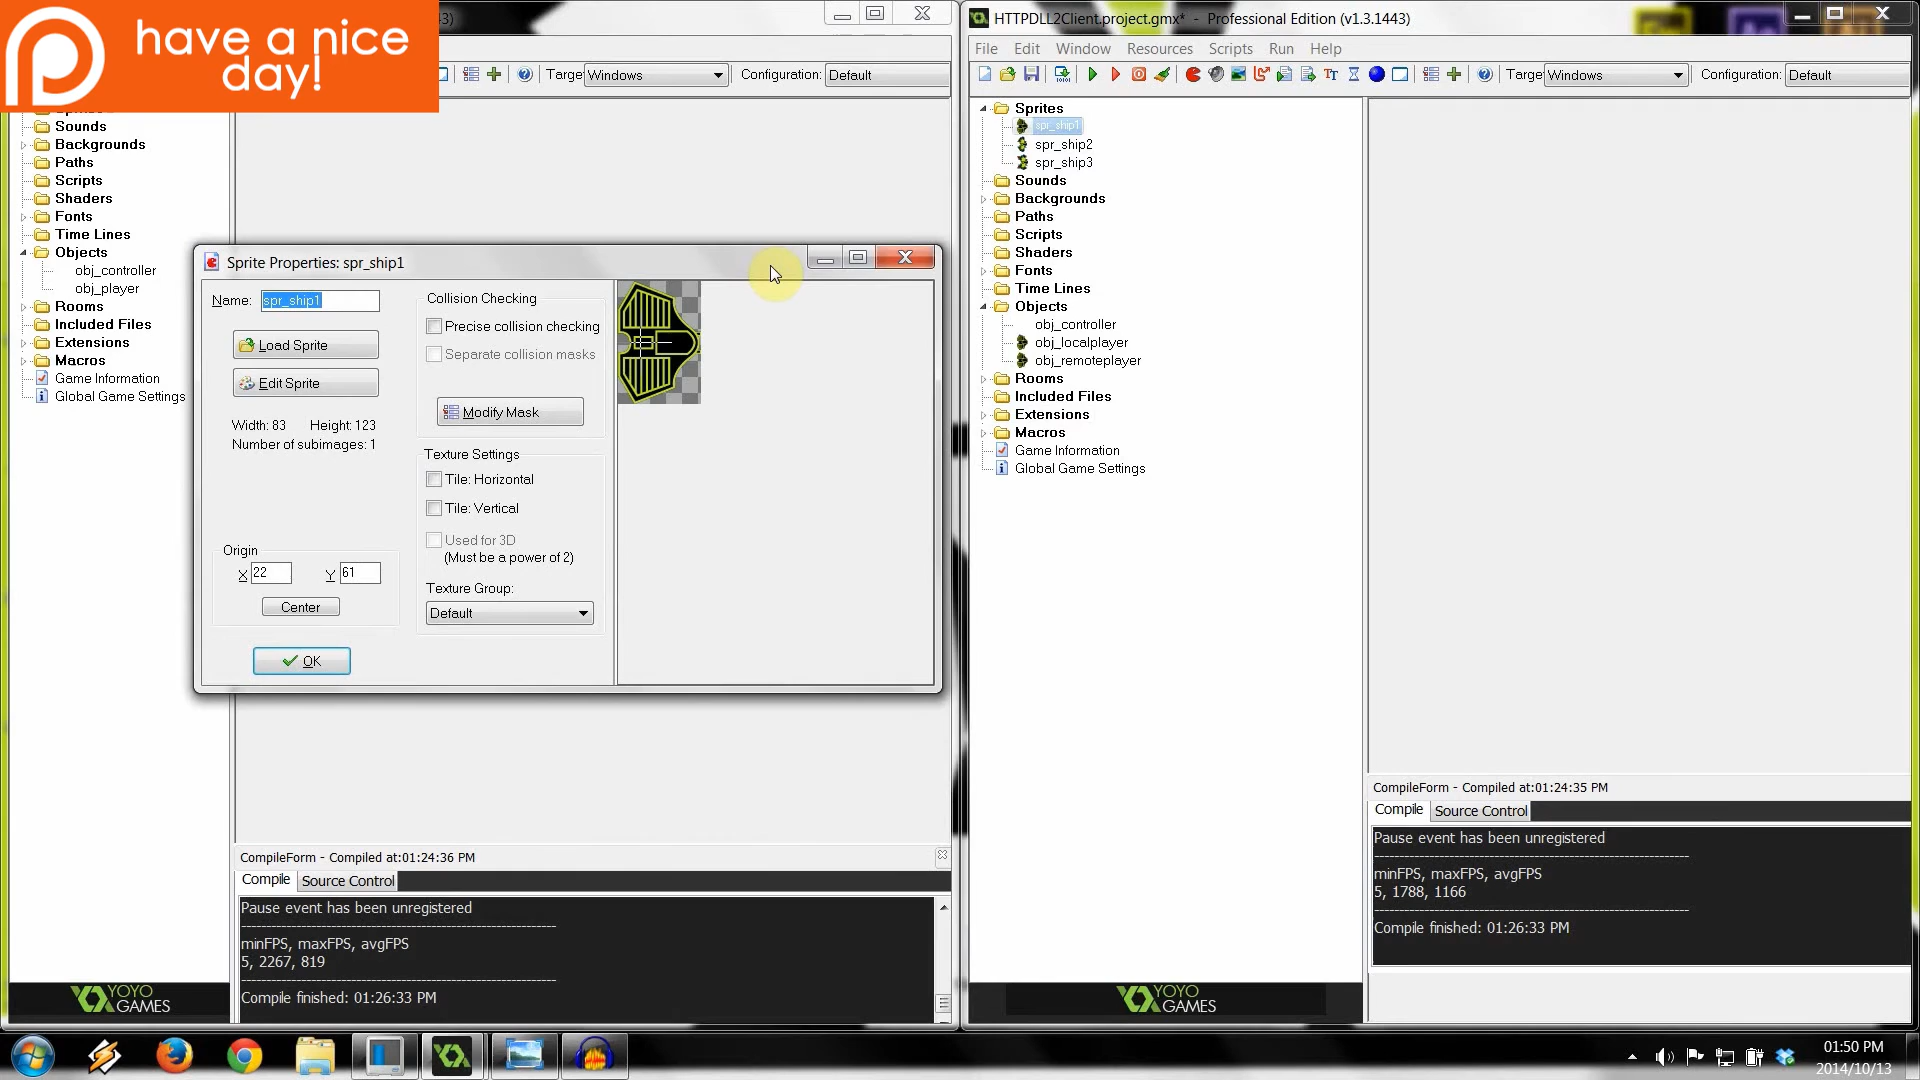 have a nice
day!
43)
Target Windows
Configuration: Default
Sounds
Backgrounds
Paths
Scripts
Shaders
Fonts
Time Lines
Objects
obj_controller
obj_player
Rooms
Included Files
Extensions
Macros
Game Information
Global Game Settings
YOYO
GAMES
Sprite Properties: spr_ship1
Name: spr_ship1
Load Sprite
Edit Sprite
Width: 83 Height: 123
Number of subimages: 1
Origin
X 22 Y 61
Center
OK
Collision Checking
Precise collision checking
Separate collision masks
Modify Mask
Texture Settings
Tile: Horizontal
Tile: Vertical
Used for 3D
(Must be a power of 2)
Texture Group:
Default
CompileForm - Compiled at:01:24:36 PM
Compile Source Control
Pause event has been unregistered
minFPS, maxFPS, avgFPS
5, 2267, 819
Compile finished: 01:26:33 PM
HTTPDLL2Client.project.gmx* - Professional Edition (v1.3.1443)
File Edit Window Resources Scripts Run Help
Target Windows
Configuration: Default
Sprites
spr_ship1
spr_ship2
spr_ship3
Sounds
Backgrounds
Paths
Scripts
Shaders
Fonts
Time Lines
Objects
obj_controller
obj_localplayer
obj_remoteplayer
Rooms
Included Files
Extensions
Macros
Game Information
Global Game Settings
YOYO
GAMES
CompileForm - Compiled at:01:24:35 PM
Compile Source Control
Pause event has been unregistered
minFPS, maxFPS, avgFPS
5, 1788, 1166
Compile finished: 01:26:33 PM
01:50 PM
2014/10/13